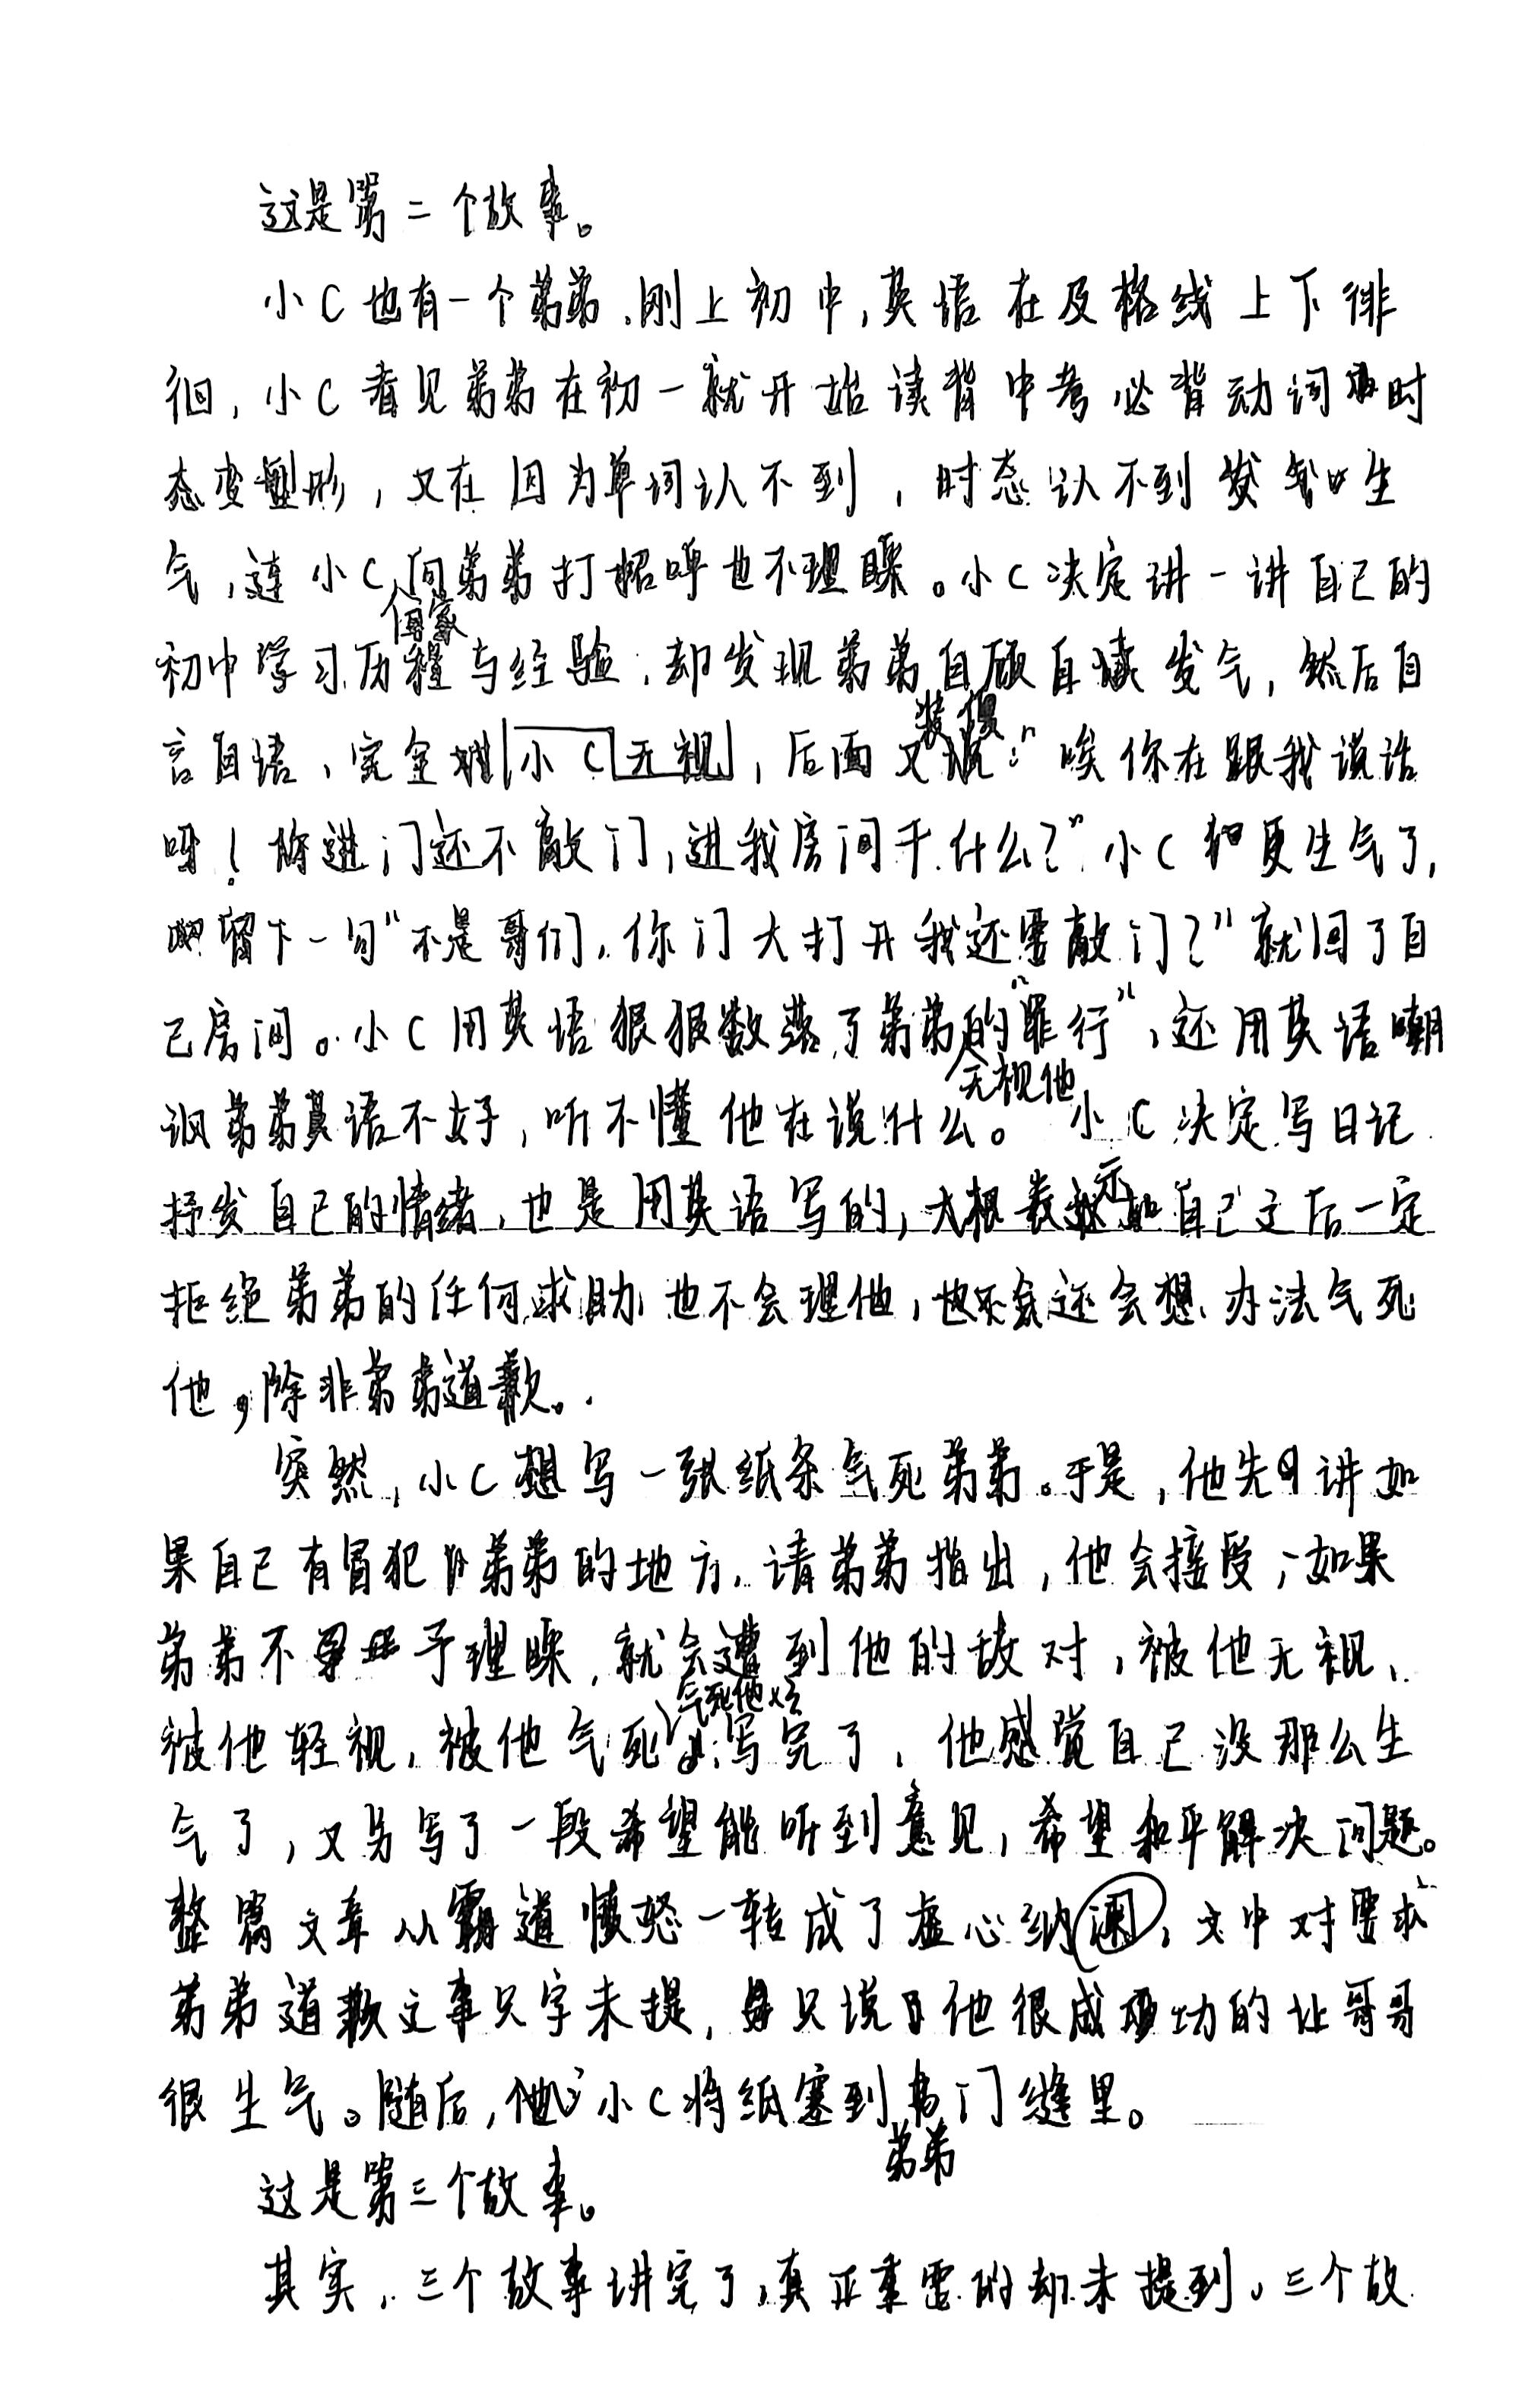 这是第二个故事。
小C也有一个弟弟,刚上初中,英语在及格线上下徘
徊,小C看见弟弟在初一就开始读背中考必背动词时
态变形,又在因为单词认不到,时态认不到生
气,连小C向弟弟打招呼也不理睬。小C决定讲一讲自己的
初中学习历程与经验,却发现弟弟自顾自读发气,然后自
言自语,完全无视小C,后面又装傻:"唉你在跟我说话
呀!你进门还不敲门,进我房间干什么?"小C更生气了,
留下一句"不是哥们,你门大打开我还需敲门?"就回了自
己房间。小C用英语狠狠数落了弟弟的"罪行",还用英语嘲
讽弟弟英语不好,听不懂他在说什么。小C决定写日记
无视他
抒发自己的情绪,也是用英语写的,大概表示自己之后一定
拒绝弟弟的任何求助,也不会理他,还会想办法气死
他,除非弟弟道歉。
突然,小C想写一张纸条气死弟弟。于是,他先讲如
果自己有冒犯弟弟的地方,请弟弟指出,他会接受;如果
弟弟不予理睬,就会遭到他的敌对,被他无视、
被他轻视,被他气死,气死他x3写完了,他感觉自己没那么生
气了,又另写了一段希望能听到意见,希望和平解决问题。
整篇文章从霸道愤怒一转成了虚心纳谏,文中对要求
弟弟道歉之事只字未提,只说他很成功的让哥哥
很生气。随后,小C将纸塞到弟弟门缝里。
这是第三个故事。
其实,三个故事讲完了,真正重要的却未提到。三个故